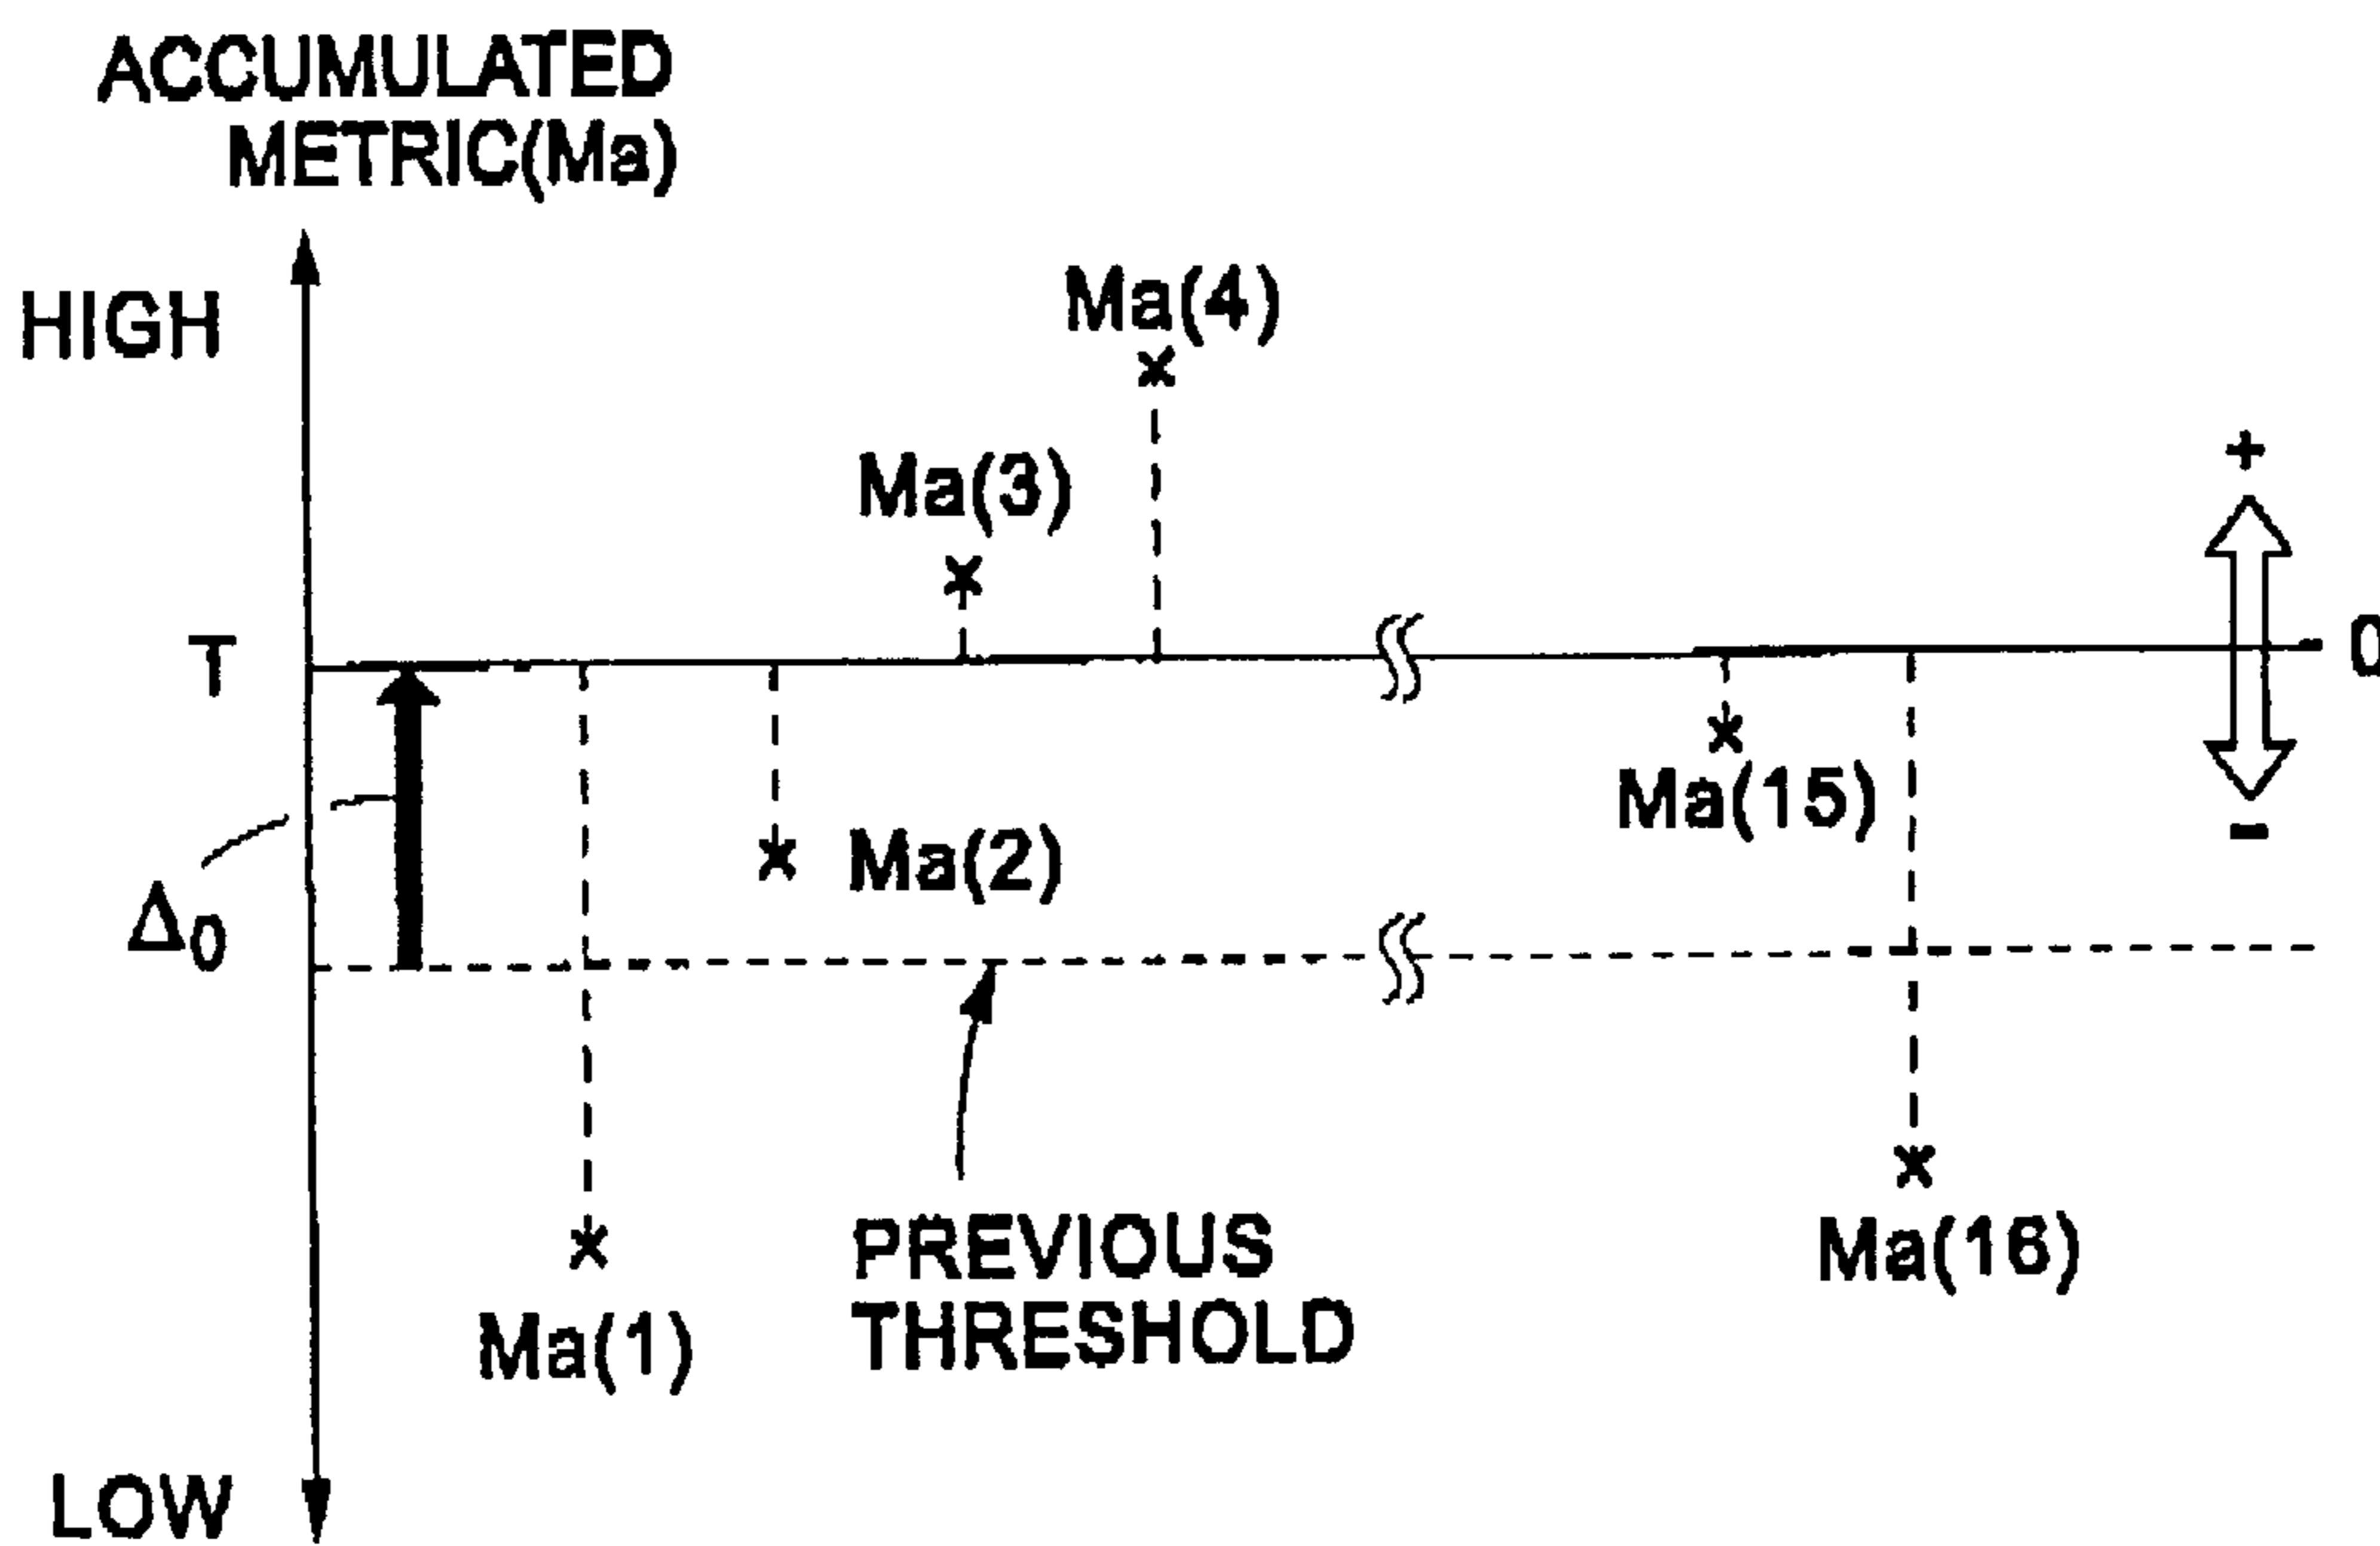 ACCUMULATED
METRIC(Ma)
HIGH
Ma(4)
Ma(3)
+
T
0
Ma(15)
Ma(2)
-
Δ0
PREVIOUS
THRESHOLD
Ma(16)
Ma(1)
LOW